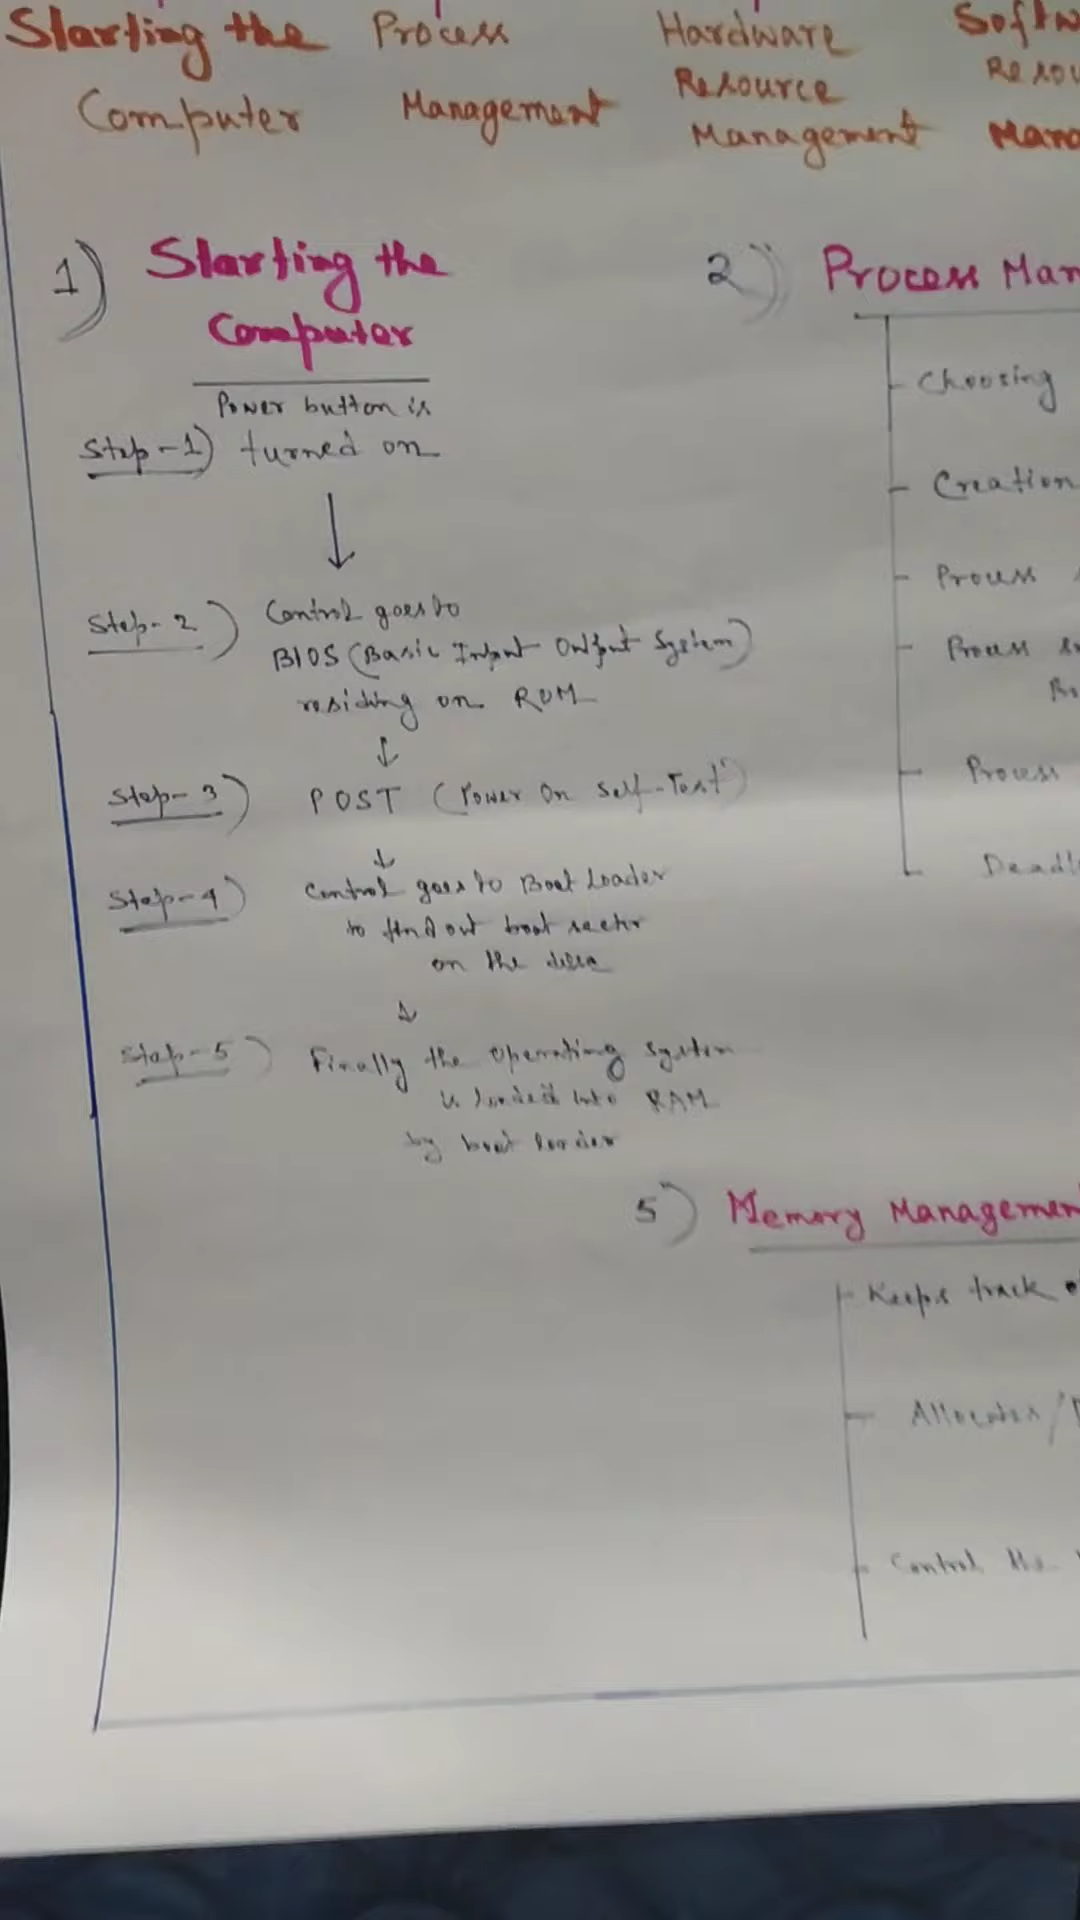 Starting the Computer
Process Management
Hardware Resource Management
1) Starting the
Computer
Power button is
Step-1) turned on
Step-2) Control goes to
BIOS (Basic Input Output System)
residing on ROM
Step-3) POST (Power On Self-Test)
Step-4) Control goes to Boot Loader
to find out boot sector
on the disc
Step-5) Finally the operating system
is loaded into RAM
by boot loader
2) Process
Choosing
Creation
Process
Process
Process
5) Memory Management
Keeps track
Control the